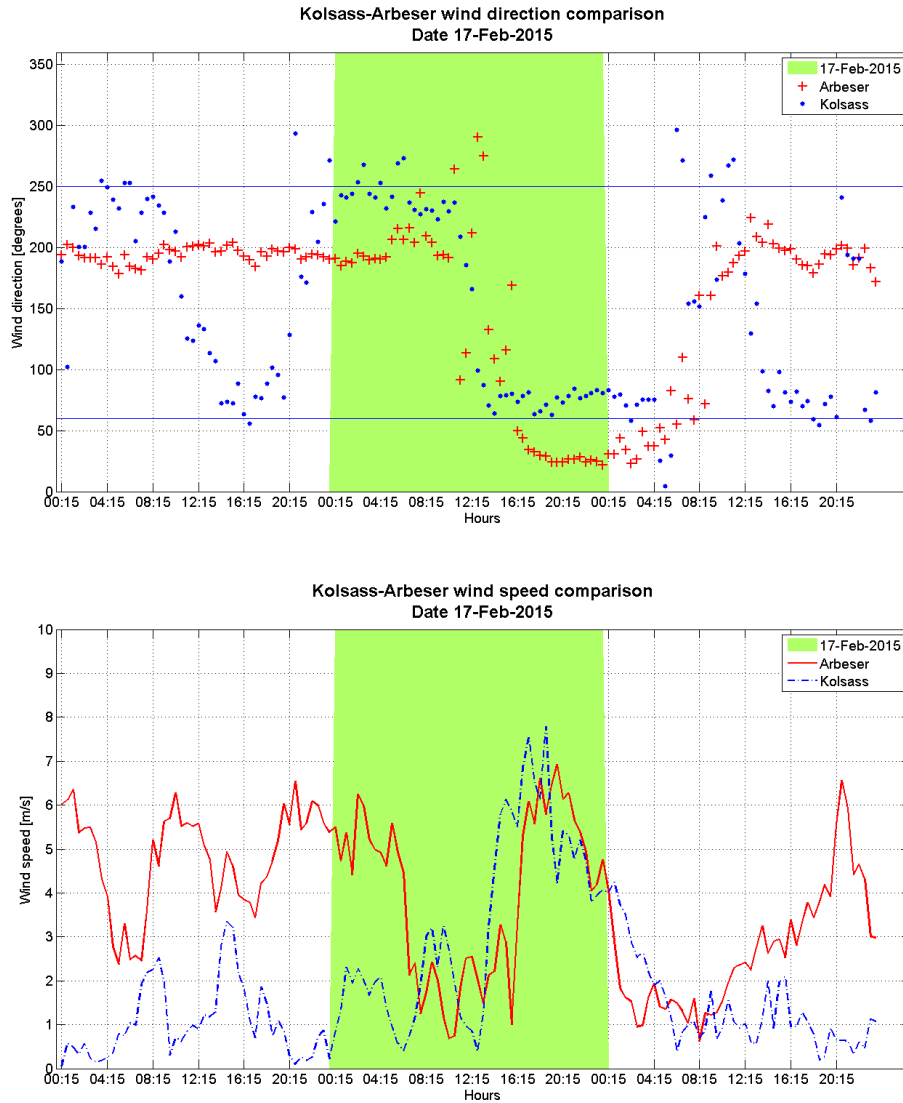 Kolsass-Arbeser wind direction comparison
Date 17-Feb-2015
350
300
250
200
150
100
50
0
Wind direction [degrees]
17-Feb-2015
Arbeser
Kolsass
00:15 04:15 08:15 12:15 16:15 20:15 00:15 04:15 08:15 12:15 16:15 20:15 00:15 04:15 08:15 12:15 16:15 20:15
Hours
Kolsass-Arbeser wind speed comparison
Date 17-Feb-2015
10
9
8
7
6
5
4
3
2
1
0
Wind speed [m/s]
17-Feb-2015
Arbeser
Kolsass
00:15 04:15 08:15 12:15 16:15 20:15 00:15 04:15 08:15 12:15 16:15 20:15 00:15 04:15 08:15 12:15 16:15 20:15
Hours